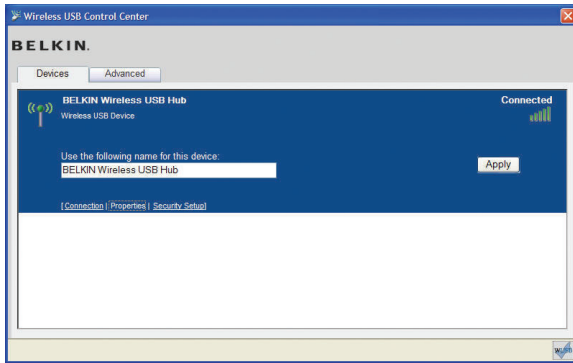 Wireless USB Control Center
BELKIN.
Devices Advanced
BELKIN Wireless USB Hub Connected
Wireless USB Device
Use the following name for this device:
BELKIN Wireless USB Hub Apply
[ Connection | Properties | Security Setup]
WUSB